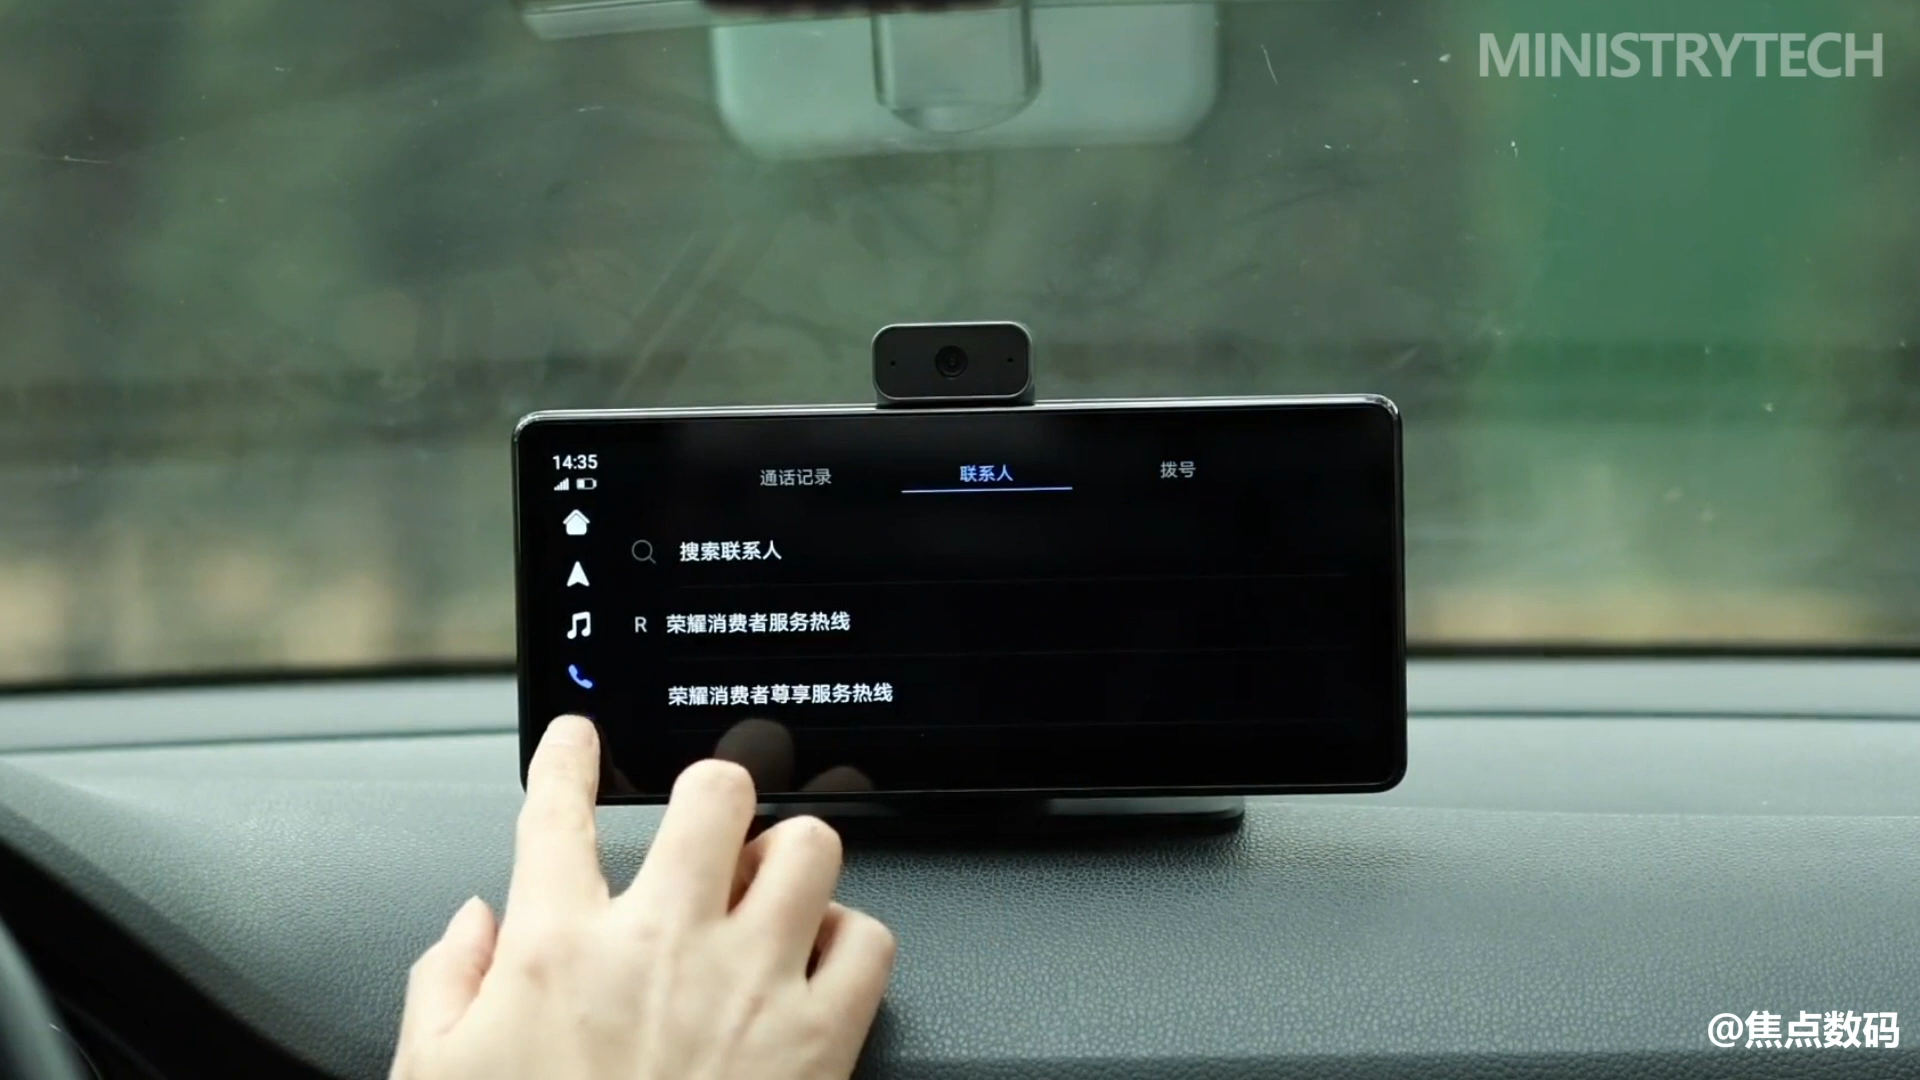 MINISTRYTECH
14:35
通话记录
联系人
拨号
搜索联系人
R 荣耀消费者服务热线
荣耀消费者尊享服务热线
@焦点数码